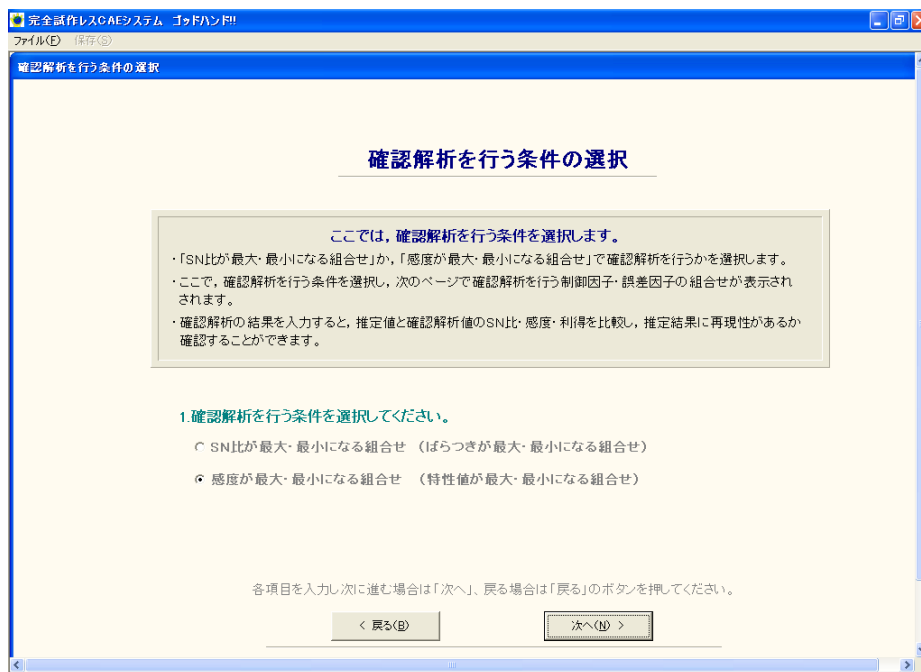 完全試作レスCAEシステム ゴッドハンド!!
ファイル(F) 保存(S)
確認解析を行う条件の選択
確認解析を行う条件の選択
ここでは，確認解析を行う条件を選択します。
・「SN比が最大・最小になる組合せ」か，「感度が最大・最小になる組合せ」で確認解析を行うかを選択します。
・ここで，確認解析を行う条件を選択し，次のページで確認解析を行う制御因子・誤差因子の組合せが表示され
されます。
・確認解析の結果を入力すると，推定値と確認解析値のSN比・感度・利得を比較し，推定結果に再現性があるか
確認することができます。
1.確認解析を行う条件を選択してください。
SN比が最大・最小になる組合せ （ばらつきが最大・最小になる組合せ）
感度が最大・最小になる組合せ （特性値が最大・最小になる組合せ）
各項目を入力し次に進む場合は「次へ」、戻る場合は「戻る」のボタンを押してください。
< 戻る(B)
次へ(N) >